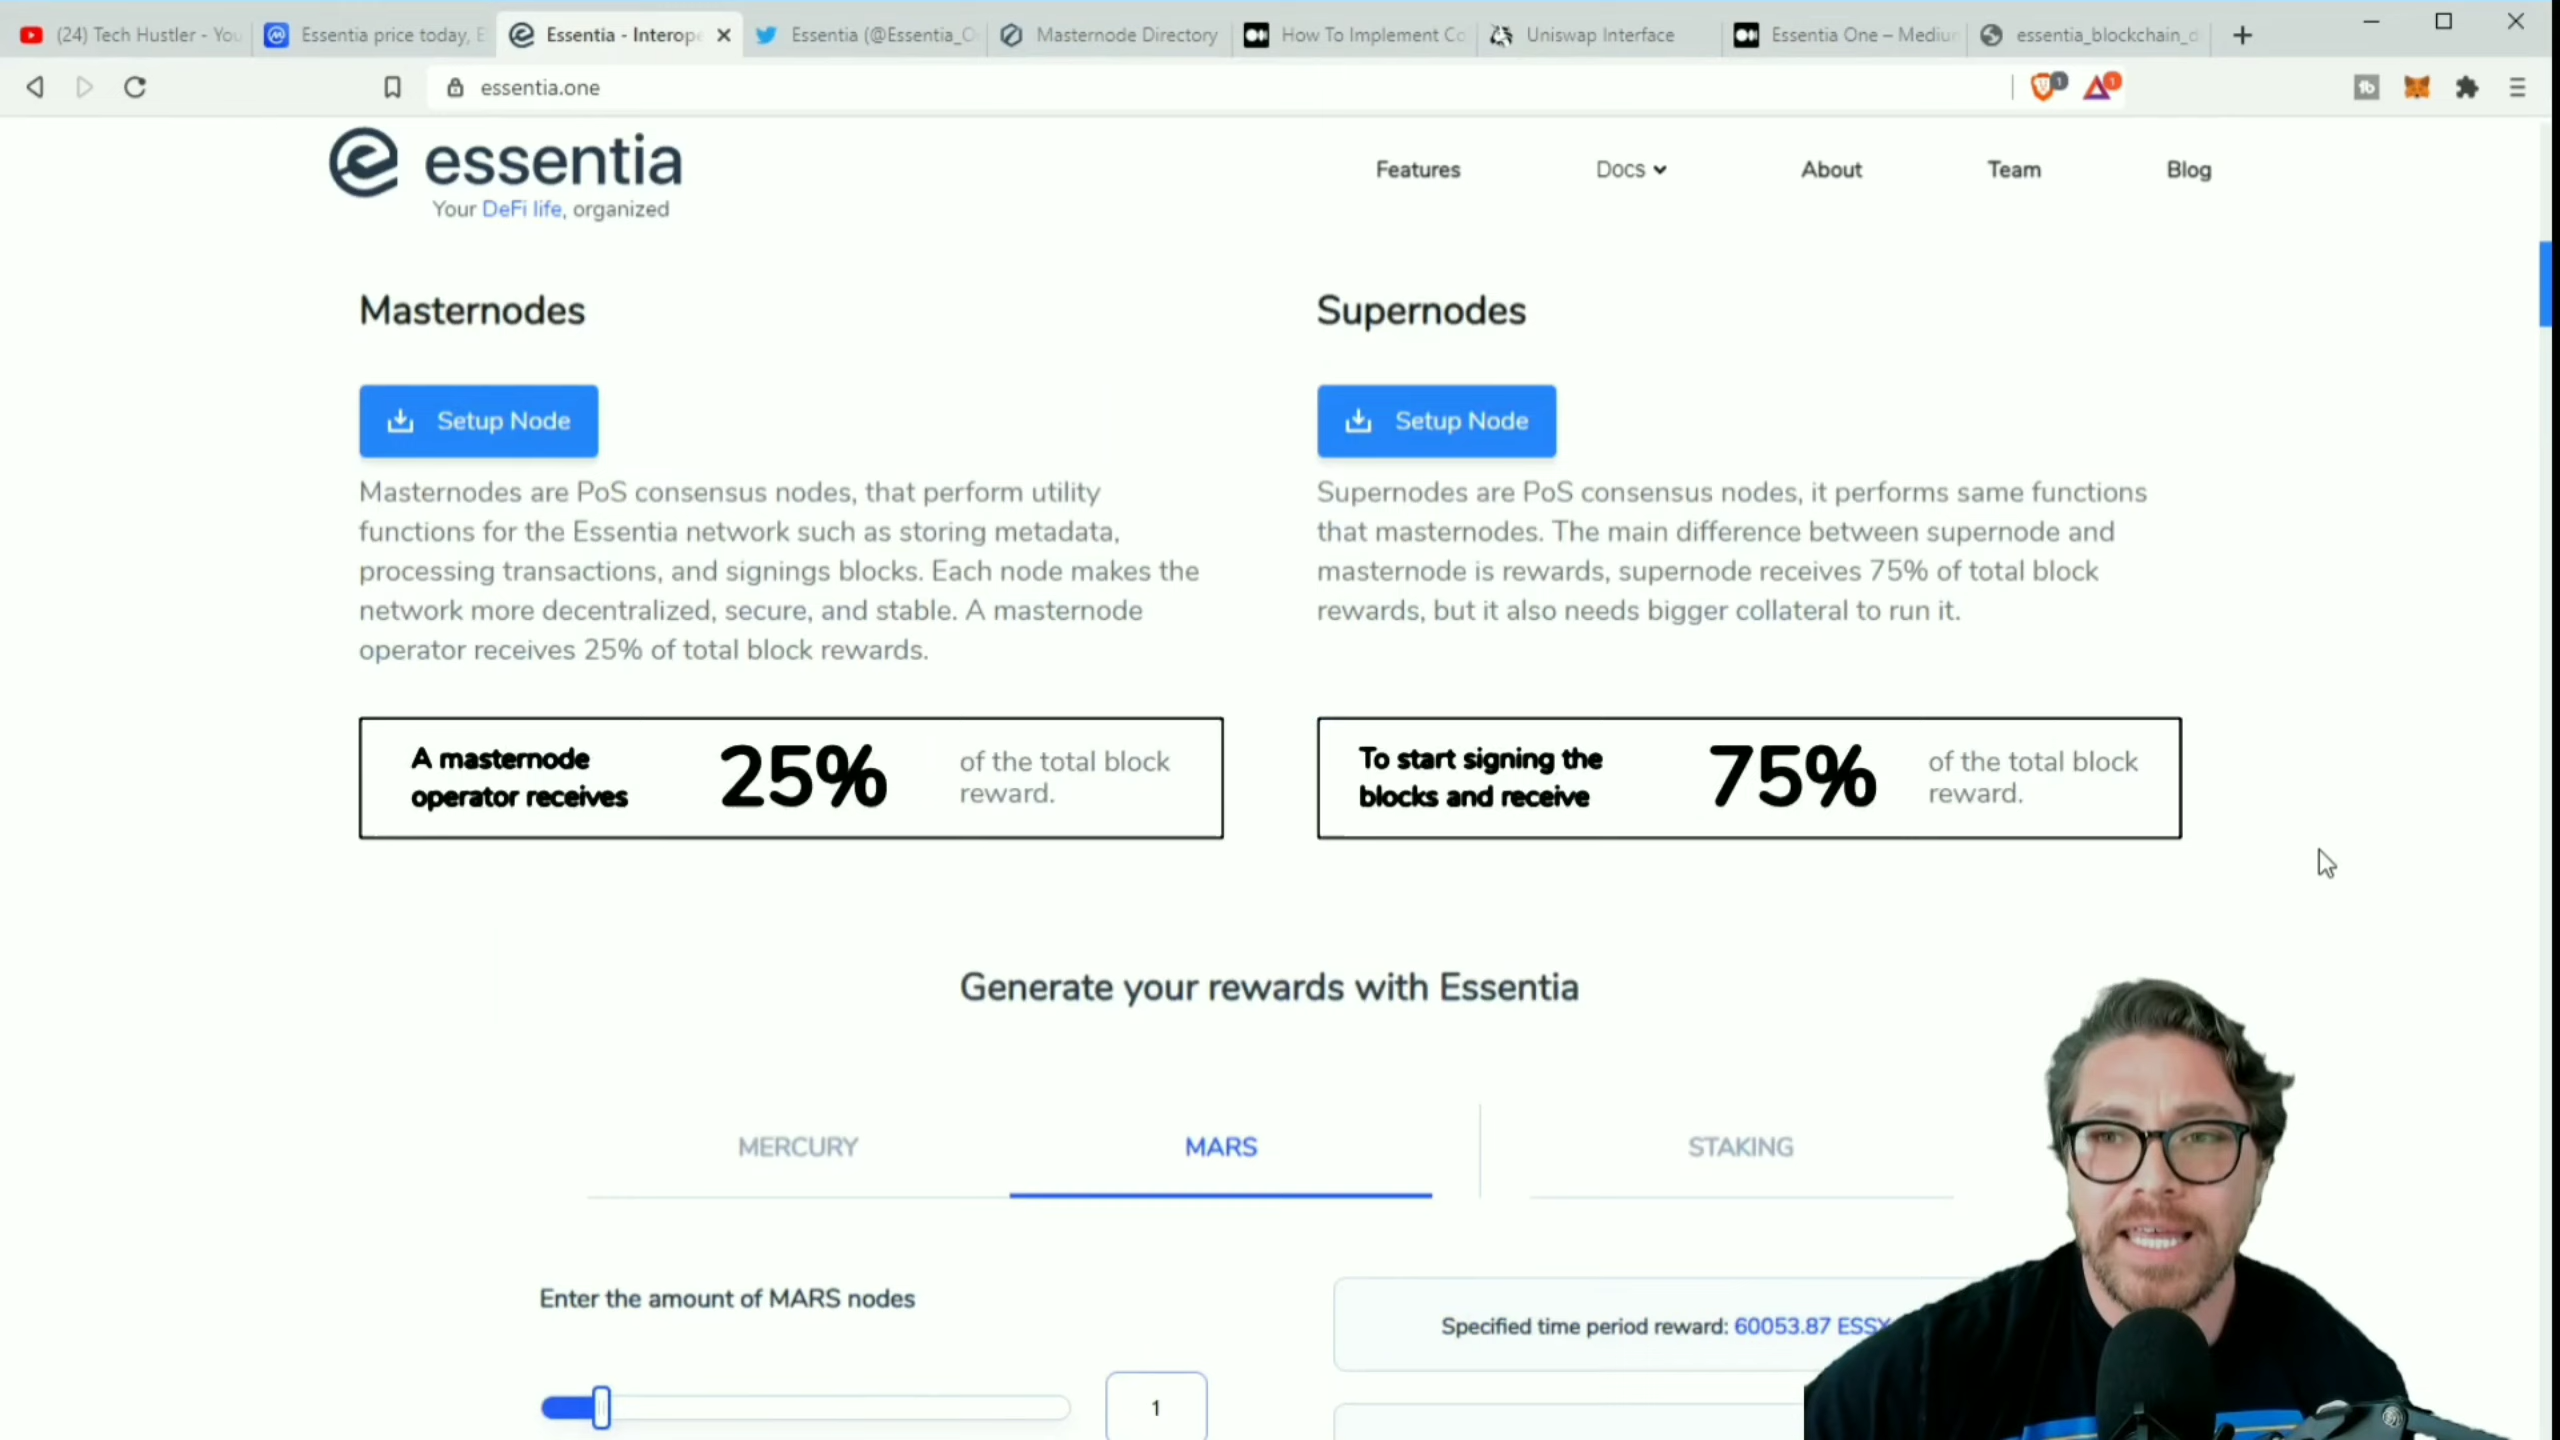 (24) Tech Hustler - You
Essentia price today, E
Essentia - Interope
Essentia (@Essentia_O
Masternode Directory
How To Implement Co
Uniswap Interface
Essentia One – Medium
essentia_blockchain_d
essentia.one
1
1
essentia
Features
Docs
About
Team
Blog
Your DeFi life, organized
Masternodes
Setup Node
Masternodes are PoS consensus nodes, that perform utility
functions for the Essentia network such as storing metadata,
processing transactions, and signings blocks. Each node makes the
network more decentralized, secure, and stable. A masternode
operator receives 25% of total block rewards.
A masternode
operator receives
25%
of the total block
reward.
Supernodes
Setup Node
Supernodes are PoS consensus nodes, it performs same functions
that masternodes. The main difference between supernode and
masternode is rewards, supernode receives 75% of total block
rewards, but it also needs bigger collateral to run it.
To start signing the
blocks and receive
75%
of the total block
reward.
Generate your rewards with Essentia
MERCURY
MARS
STAKING
Enter the amount of MARS nodes
1
Specified time period reward: 60053.87 ESSX